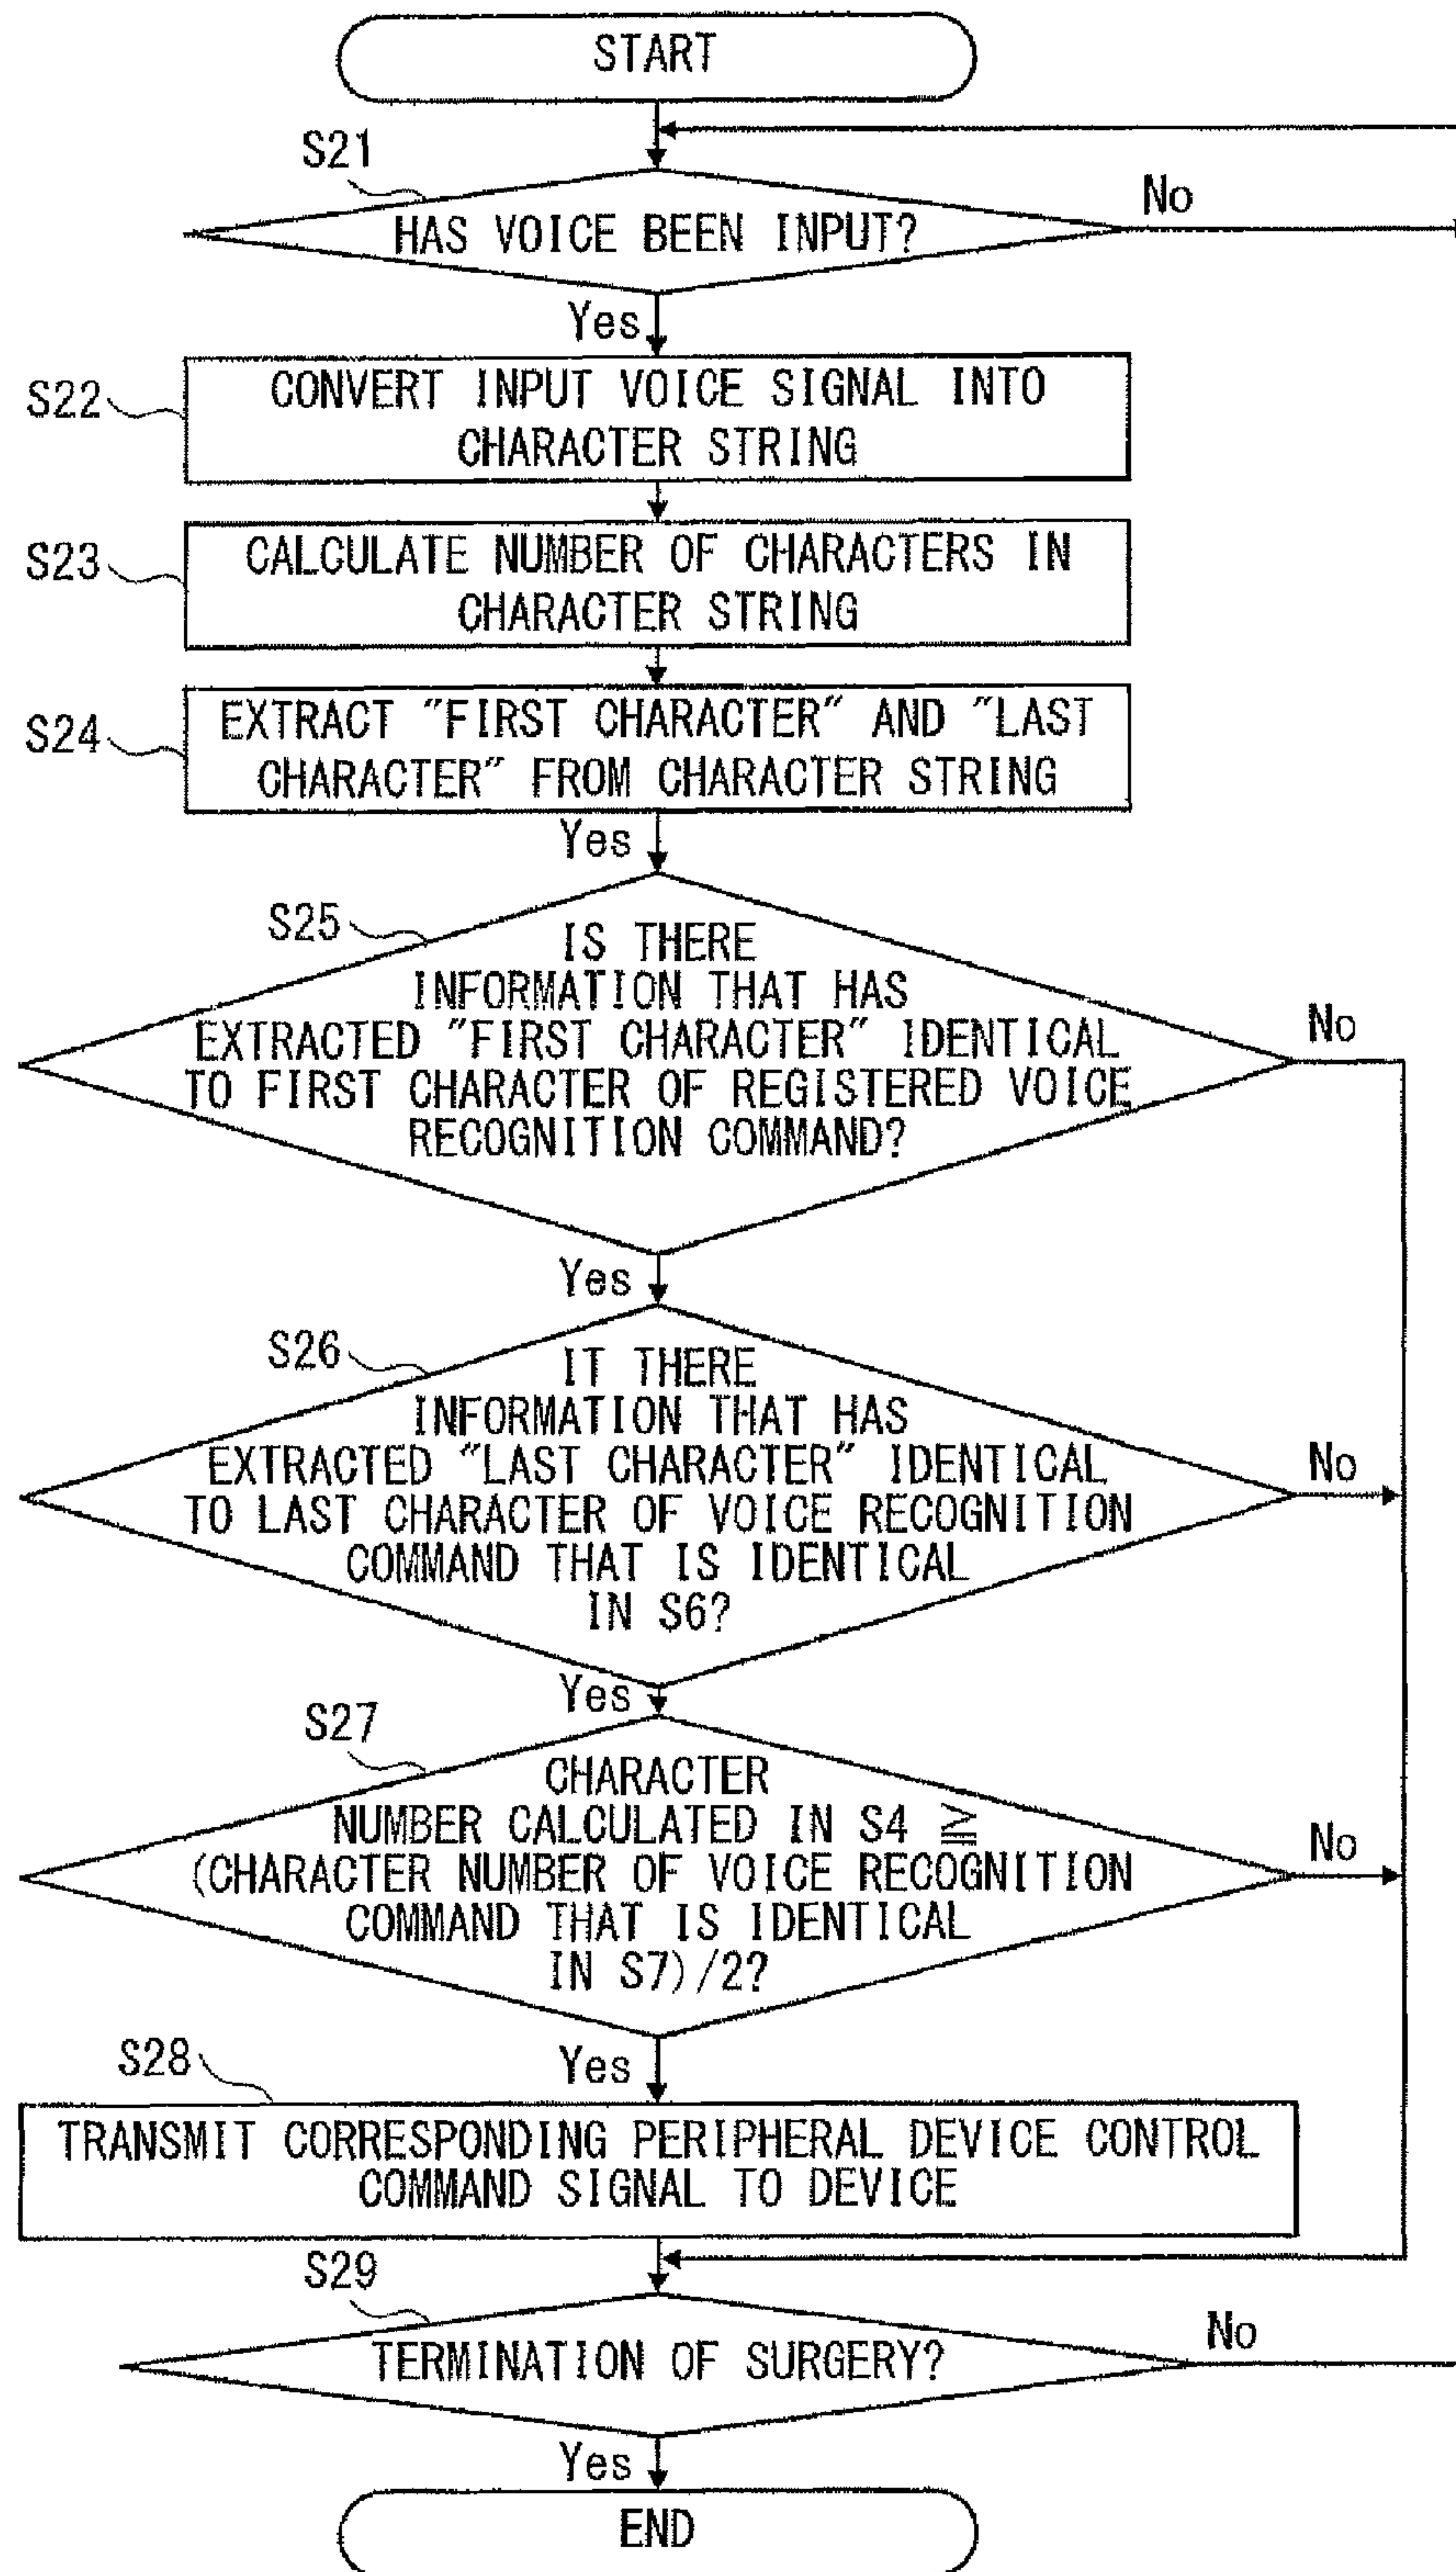 START
S21
No
HAS VOICE BEEN INPUT?
Yes
S22
CONVERT INPUT VOICE SIGNAL INTO
CHARACTER STRING
S23
CALCULATE NUMBER OF CHARACTERS IN
CHARACTER STRING
S24
EXTRACT "FIRST CHARACTER" AND "LAST
CHARACTER" FROM CHARACTER STRING
Yes
S25
IS THERE
INFORMATION THAT HAS
EXTRACTED "FIRST CHARACTER" IDENTICAL
TO FIRST CHARACTER OF REGISTERED VOICE
RECOGNITION COMMAND?
No
Yes
S26
IT THERE
INFORMATION THAT HAS
EXTRACTED "LAST CHARACTER" IDENTICAL
TO LAST CHARACTER OF VOICE RECOGNITION
COMMAND THAT IS IDENTICAL
IN S6?
No
Yes
S27
CHARACTER
NUMBER CALCULATED IN S4 ≧
(CHARACTER NUMBER OF VOICE RECOGNITION
COMMAND THAT IS IDENTICAL
IN S7)/2?
No
Yes
S28
TRANSMIT CORRESPONDING PERIPHERAL DEVICE CONTROL
COMMAND SIGNAL TO DEVICE
S29
TERMINATION OF SURGERY?
No
Yes
END